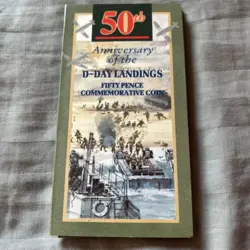 50th
Anniversary
of the
D-DAY LANDINGS
FIFTY PENCE
COMMEMORATIVE COIN